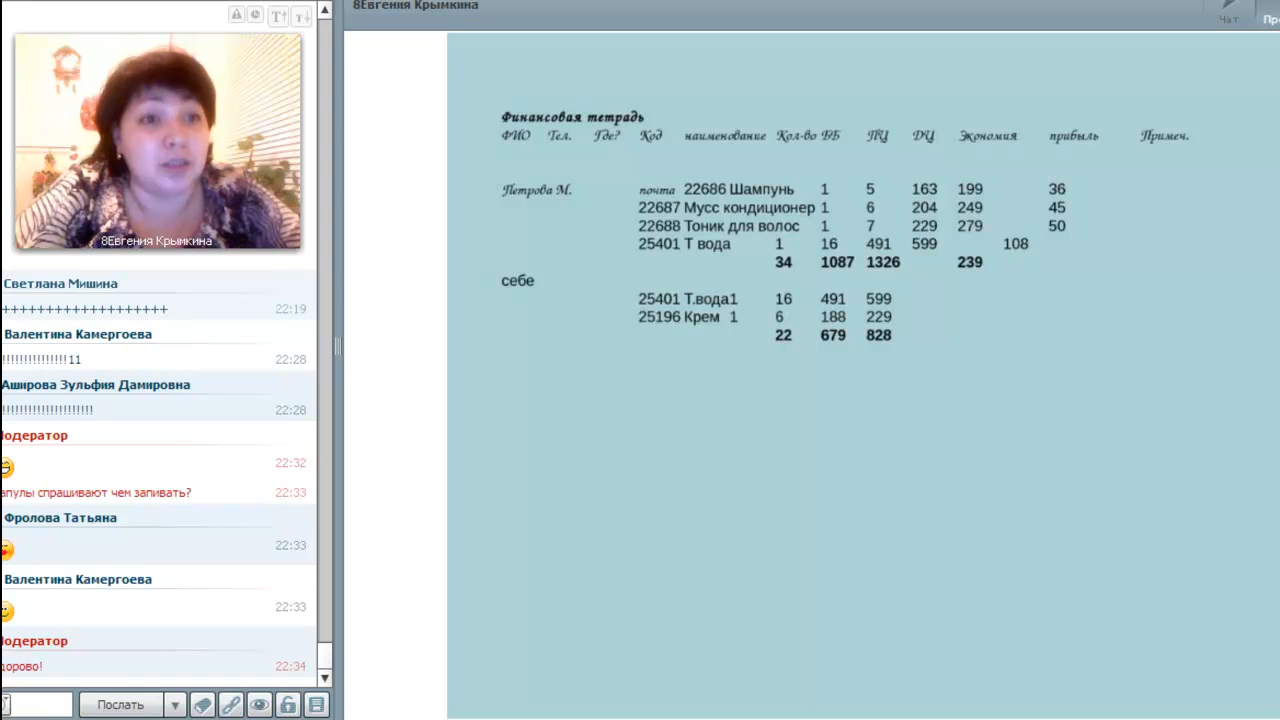 8Евгения Крымкина
Чат
8Евгения Крымкина
Светлана Мишина
++++++++++++++++++ 22:19
Валентина Камергоева
!!!!!!!!!!!!!!!11 22:28
Аширова Зульфия Дамировна
!!!!!!!!!!!!!!!!!!!!! 22:28
Модератор
22:32
апулы спрашивают чем запивать? 22:33
Фролова Татьяна
22:33
Валентина Камергоева
22:33
Модератор
дорово! 22:34
Послать
Финансовая тетрадь
ФИО Тел. Где? Код наименование Кол-во ББ ПЦ ДЦ Экономия прибыль Примеч.
Петрова М. почта 22686 Шампунь 1 5 163 199 36
22687 Мусс кондиционер 1 6 204 249 45
22688 Тоник для волос 1 7 229 279 50
25401 Т вода 1 16 491 599 108
34 1087 1326 239
себе
25401 Т.вода1 16 491 599
25196 Крем 1 6 188 229
22 679 828